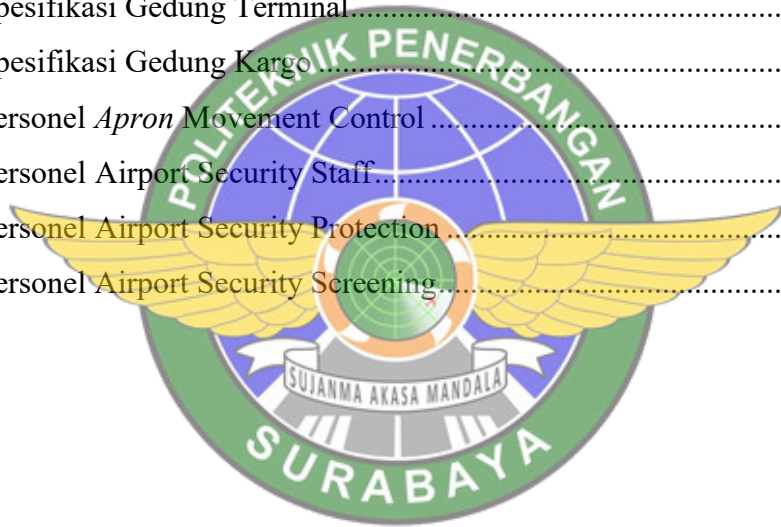 pesifikasi Gedung Terminal
pesifikasi Gedung Kargo
ersonel Apron Movement Control
ersonel Airport Security Staff
ersonel Airport Security Protection
ersonel Airport Security Screening
POLITEKNIK PENERBANGAN
SUJANMA AKASA MANDALA
SURABAYA